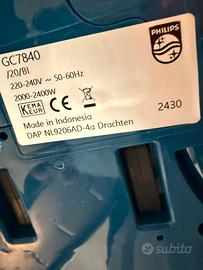 GC7840
/20/BI
220-240V ~ 50-60Hz
2000-2400W
KEMA
KEUR
CE
Made in Indonesia
DAP NL9206AD-4a Drachten
PHILIPS
2430
subito